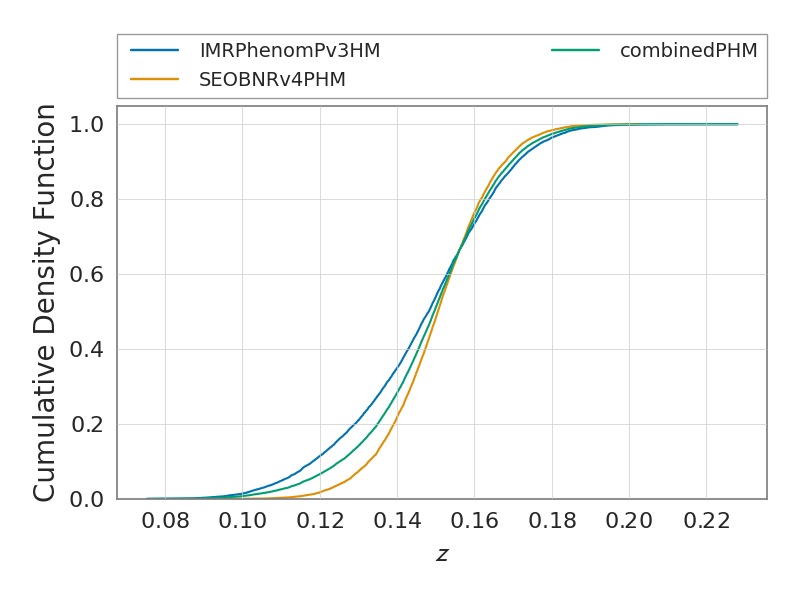 IMRPhenomPv3HM
combinedPHM
SEOBNRv4PHM
Cumulative Density Function
1.0
0.8
0.6
0.4
0.2
0.0
0.08 0.10 0.12 0.14 0.16 0.18 0.20 0.22
z